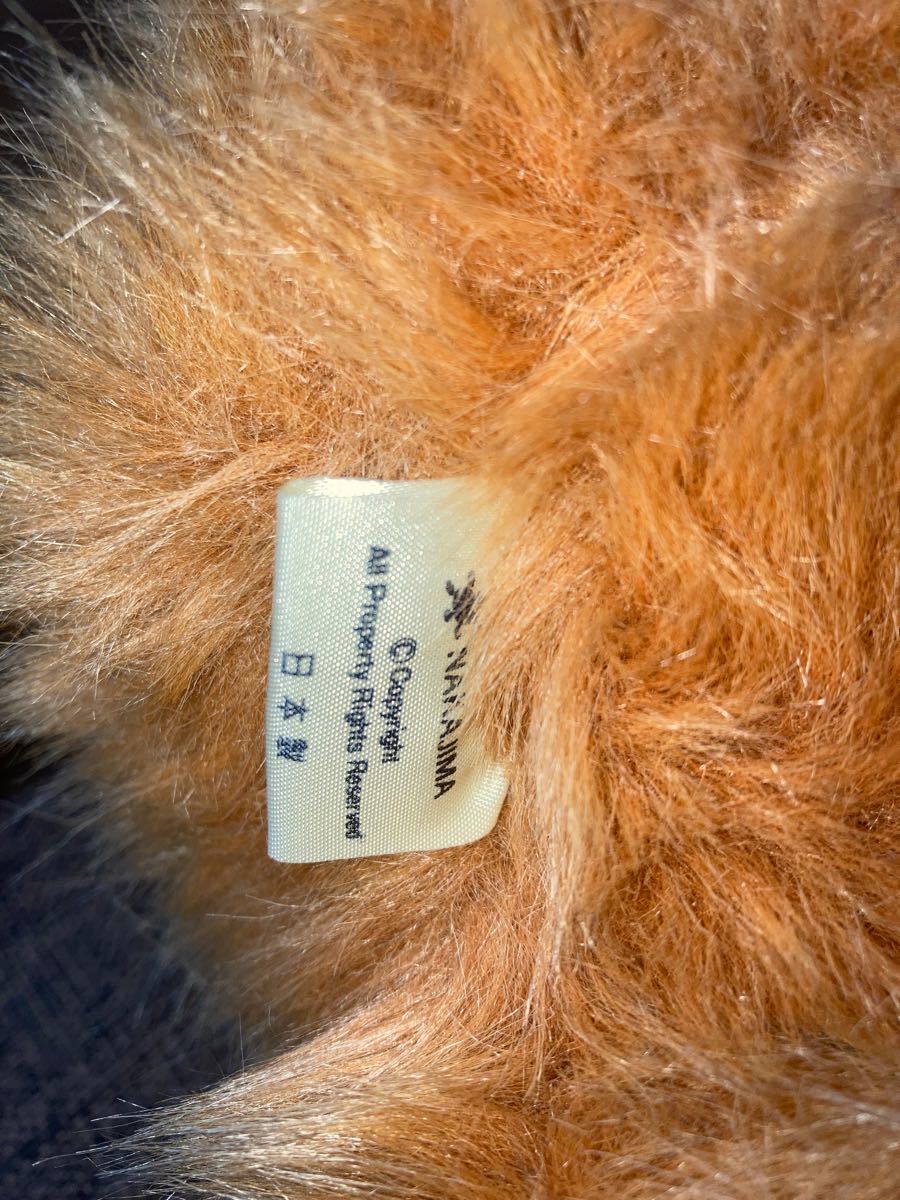 NAKAJIMA
©Copyright
All Property Rights Reserved
日本製